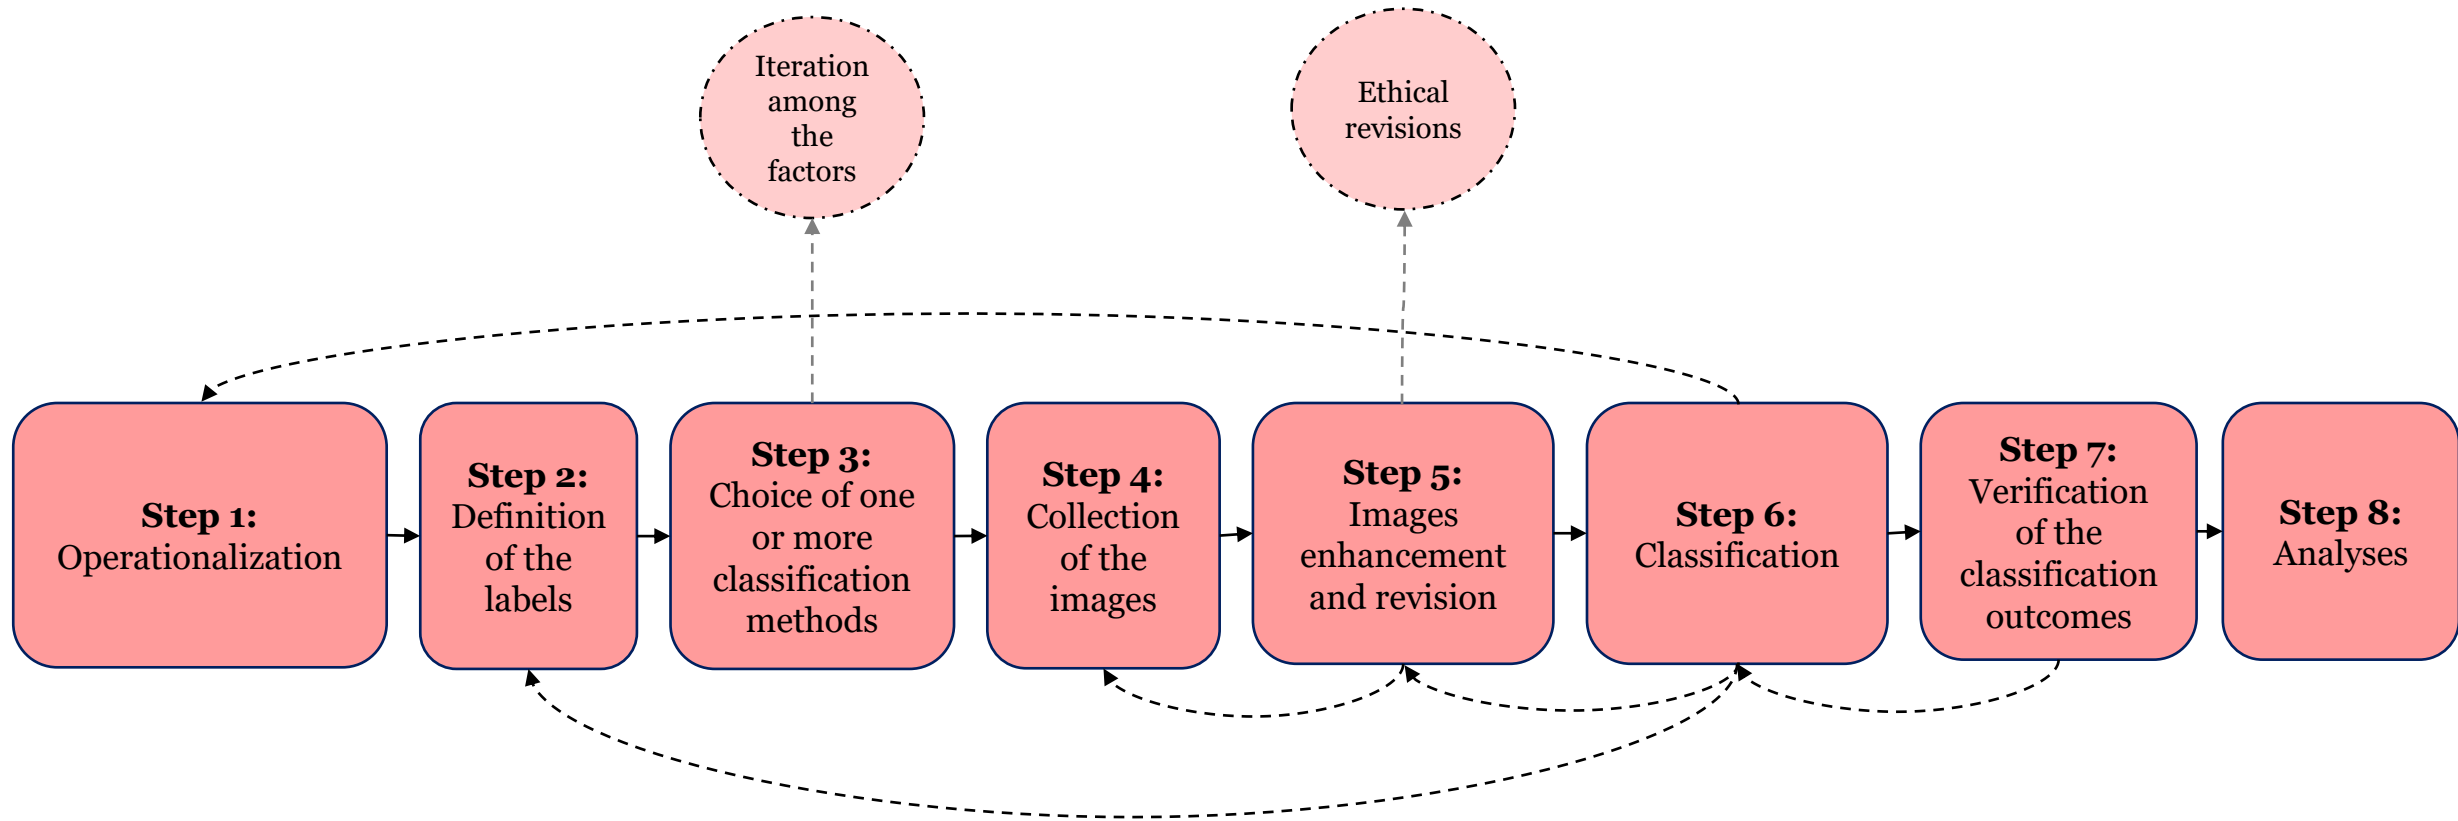 Iteration
among
the
factors
Ethical
revisions
Step 1:
Operationalization
Step 2:
Definition
of the
labels
Step 3:
Choice of one
or more
classification
methods
Step 4:
Collection
of the
images
Step 5:
Images
enhancement
and revision
Step 6:
Classification
Step 7:
Verification
of the
classification
outcomes
Step 8:
Analyses